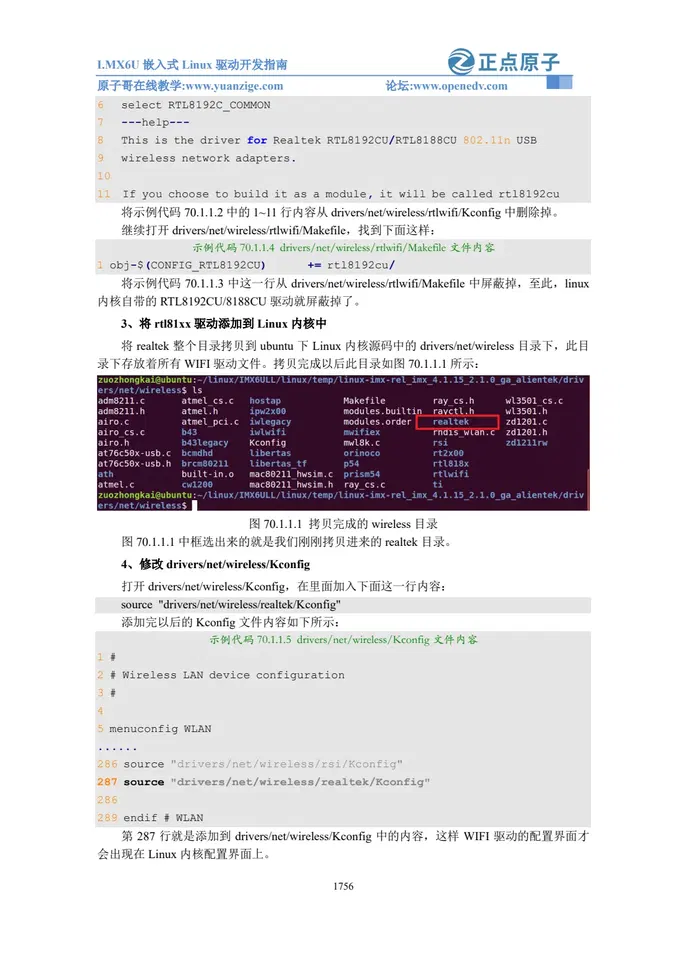 I.MX6U 嵌入式 Linux 驱动开发指南
正点原子
原子哥在线教学:www.yuanzige.com 论坛:www.openedv.com
6 select RTL8192C_COMMON
7 ---help---
8 This is the driver for Realtek RTL8192CU/RTL8188CU 802.11n USB
9 wireless network adapters.
10
11 If you choose to build it as a module, it will be called rtl8192cu
将示例代码 70.1.1.2 中的 1~11 行内容从 drivers/net/wireless/rtlwifi/Kconfig 中删除掉。
继续打开 drivers/net/wireless/rtlwifi/Makefile，找到下面这样：
示例代码 70.1.1.4 drivers/net/wireless/rtlwifi/Makefile 文件内容
1 obj-$(CONFIG_RTL8192CU) += rtl8192cu/
将示例代码 70.1.1.3 中这一行从 drivers/net/wireless/rtlwifi/Makefile 中屏蔽掉，至此，linux
内核自带的 RTL8192CU/8188CU 驱动就屏蔽掉了。
3、将 rtl81xx 驱动添加到 Linux 内核中
将 realtek 整个目录拷贝到 ubuntu 下 Linux 内核源码中的 drivers/net/wireless 目录下，此目
录下存放着所有 WIFI 驱动文件。拷贝完成以后此目录如图 70.1.1.1 所示：
zuozhongkai@ubuntu:~/linux/IMX6ULL/linux/temp/linux-imx-rel_imx_4.1.15_2.1.0_ga_alientek/driv
ers/net/wireless$ ls
adm8211.c atmel_cs.c hostap Makefile ray_cs.h wl3501_cs.c
adm8211.h atmel.h ipw2x00 modules.builtin rayctl.h wl3501.h
airo.c atmel_pci.c iwlegacy modules.order realtek zd1201.c
airo_cs.c b43 iwlwifi mwifiex rndis_wlan.c zd1201.h
airo.h b43legacy Kconfig mwl8k.c rsi zd1211rw
at76c50x-usb.c bcmdhd libertas orinoco rt2x00
at76c50x-usb.h brcm80211 libertas_tf p54 rtl818x
ath built-in.o mac80211_hwsim.c prism54 rtlwifi
atmel.c cw1200 mac80211_hwsim.h ray_cs.c ti
zuozhongkai@ubuntu:~/linux/IMX6ULL/linux/temp/linux-imx-rel_imx_4.1.15_2.1.0_ga_alientek/driv
ers/net/wireless$
图 70.1.1.1 拷贝完成的 wireless 目录
图 70.1.1.1 中框选出来的就是我们刚刚拷贝进来的 realtek 目录。
4、修改 drivers/net/wireless/Kconfig
打开 drivers/net/wireless/Kconfig，在里面加入下面这一行内容：
source "drivers/net/wireless/realtek/Kconfig"
添加完以后的 Kconfig 文件内容如下所示：
示例代码 70.1.1.5 drivers/net/wireless/Kconfig 文件内容
1 #
2 # Wireless LAN device configuration
3 #
4
5 menuconfig WLAN
......
286 source "drivers/net/wireless/rsi/Kconfig"
287 source "drivers/net/wireless/realtek/Kconfig"
286
289 endif # WLAN
第 287 行就是添加到 drivers/net/wireless/Kconfig 中的内容，这样 WIFI 驱动的配置界面才
会出现在 Linux 内核配置界面上。
1756